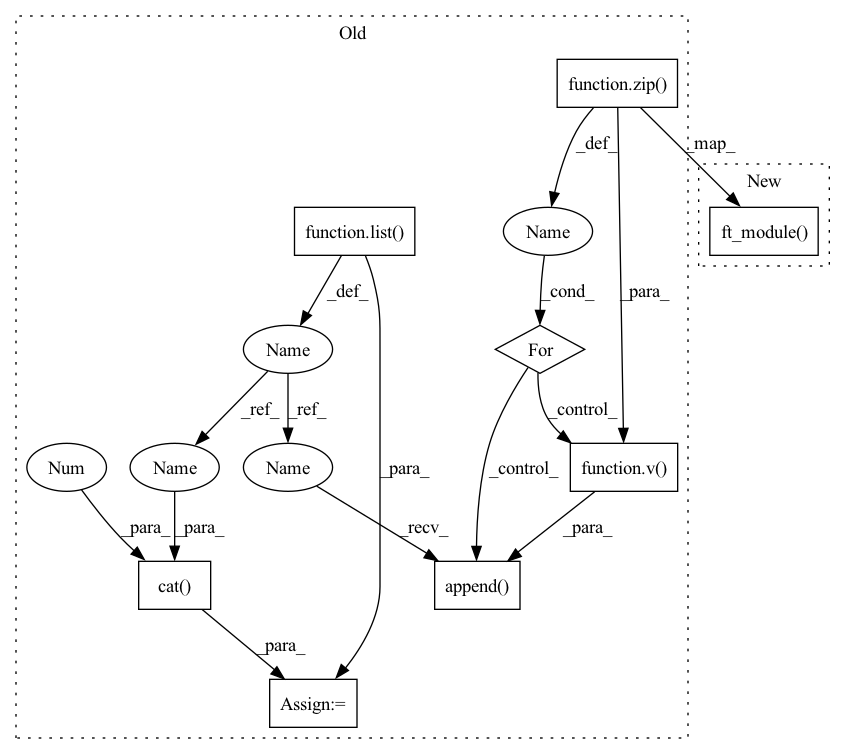 Old
function.zip()
_def_
_map_
New
function.list()
Name
ft_module()
_def_
_cond_
_para_
Name
For
_ref_
_ref_
_control_
Num
Name
Name
_para_
_control_
function.v()
_para_
_para_
_recv_
_para_
cat()
append()
_para_
Assign:=